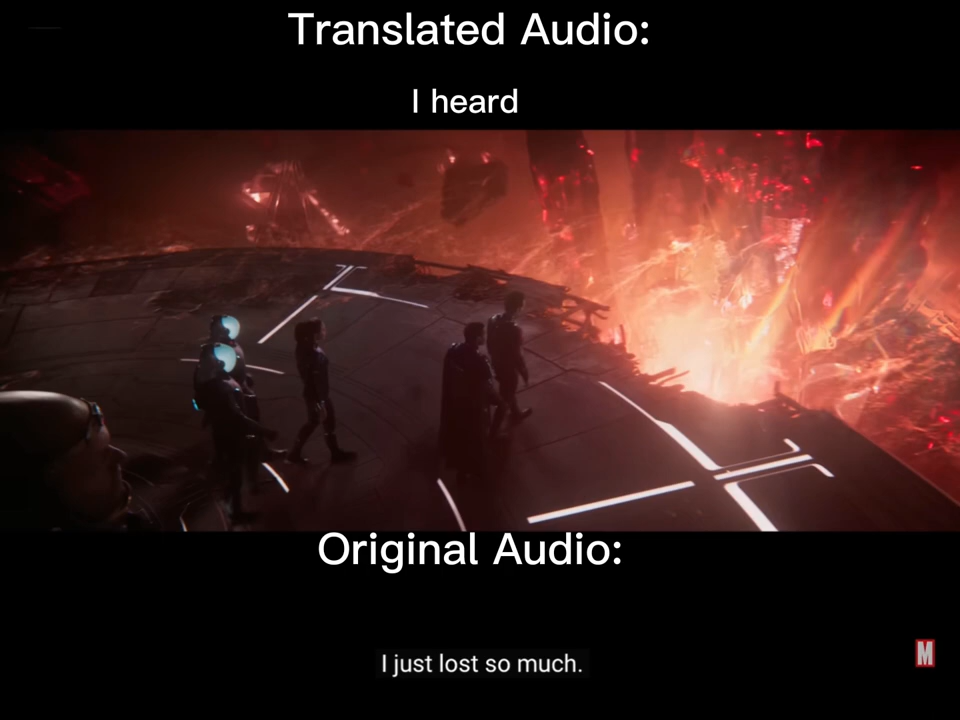 Translated Audio:
I heard
Original Audio:
I just lost so much.
M